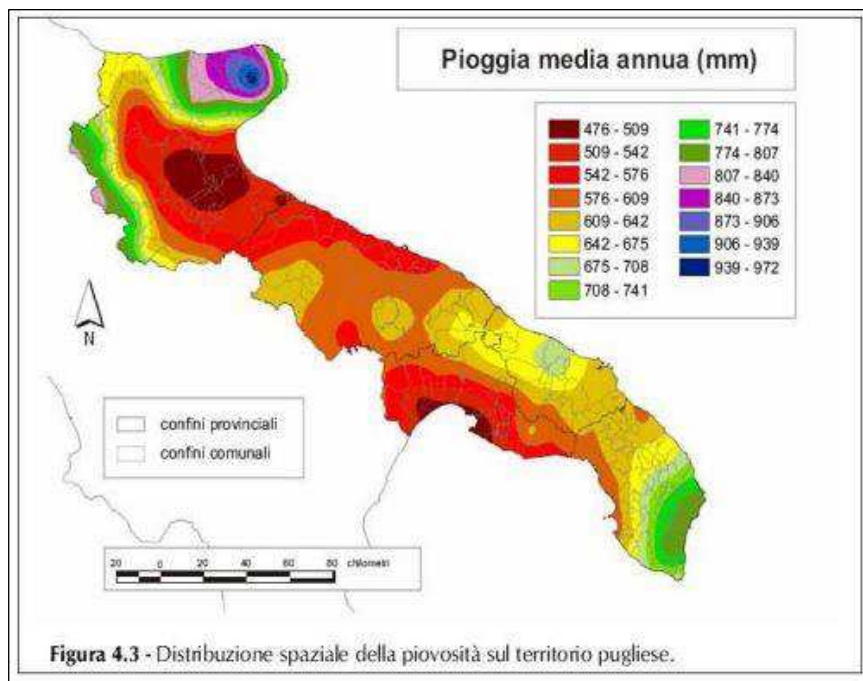 Pioggia media annua (mm)
476 - 509
509 - 542
542 - 576
576 - 609
609 - 642
642 - 675
675 - 708
708 - 741
741 - 774
774 - 807
807 - 840
840 - 873
873 - 906
906 - 939
939 - 972
N
confini provinciali
confini comunali
20 0 20 40 60 80 chilometri
Figura 4.3 - Distribuzione spaziale della piovosità sul territorio pugliese.